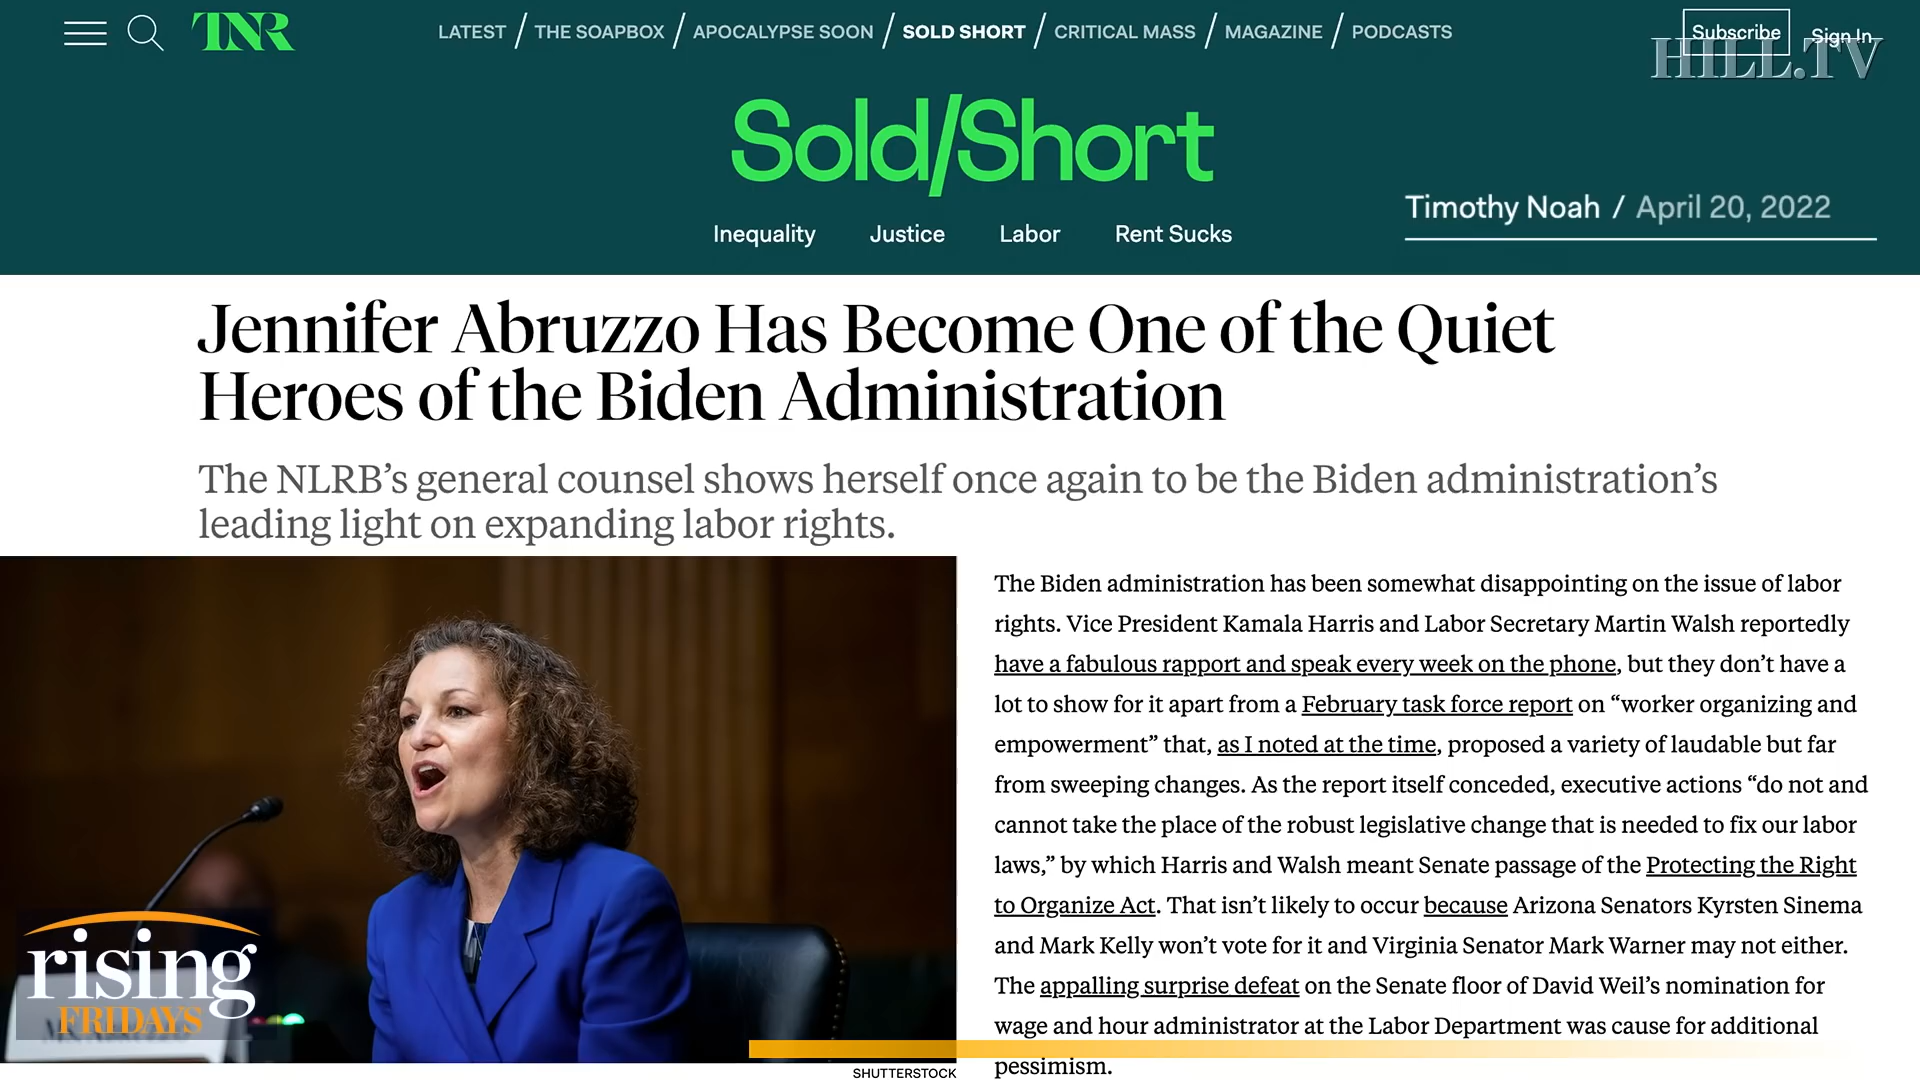 TNR
LATEST / THE SOAPBOX / APOCALYPSE SOON / SOLD SHORT / CRITICAL MASS / MAGAZINE / PODCASTS
Subscribe
Sign In
HILL.TV
Sold/Short
Timothy Noah / April 20, 2022
Inequality Justice Labor Rent Sucks
Jennifer Abruzzo Has Become One of the Quiet
Heroes of the Biden Administration
The NLRB’s general counsel shows herself once again to be the Biden administration’s
leading light on expanding labor rights.
The Biden administration has been somewhat disappointing on the issue of labor
rights. Vice President Kamala Harris and Labor Secretary Martin Walsh reportedly
have a fabulous rapport and speak every week on the phone, but they don’t have a
lot to show for it apart from a February task force report on “worker organizing and
empowerment” that, as I noted at the time, proposed a variety of laudable but far
from sweeping changes. As the report itself conceded, executive actions “do not and
cannot take the place of the robust legislative change that is needed to fix our labor
laws,” by which Harris and Walsh meant Senate passage of the Protecting the Right
to Organize Act. That isn’t likely to occur because Arizona Senators Kyrsten Sinema
and Mark Kelly won’t vote for it and Virginia Senator Mark Warner may not either.
The appalling surprise defeat on the Senate floor of David Weil’s nomination for
wage and hour administrator at the Labor Department was cause for additional
pessimism.
rising
FRIDAYS
SHUTTERSTOCK